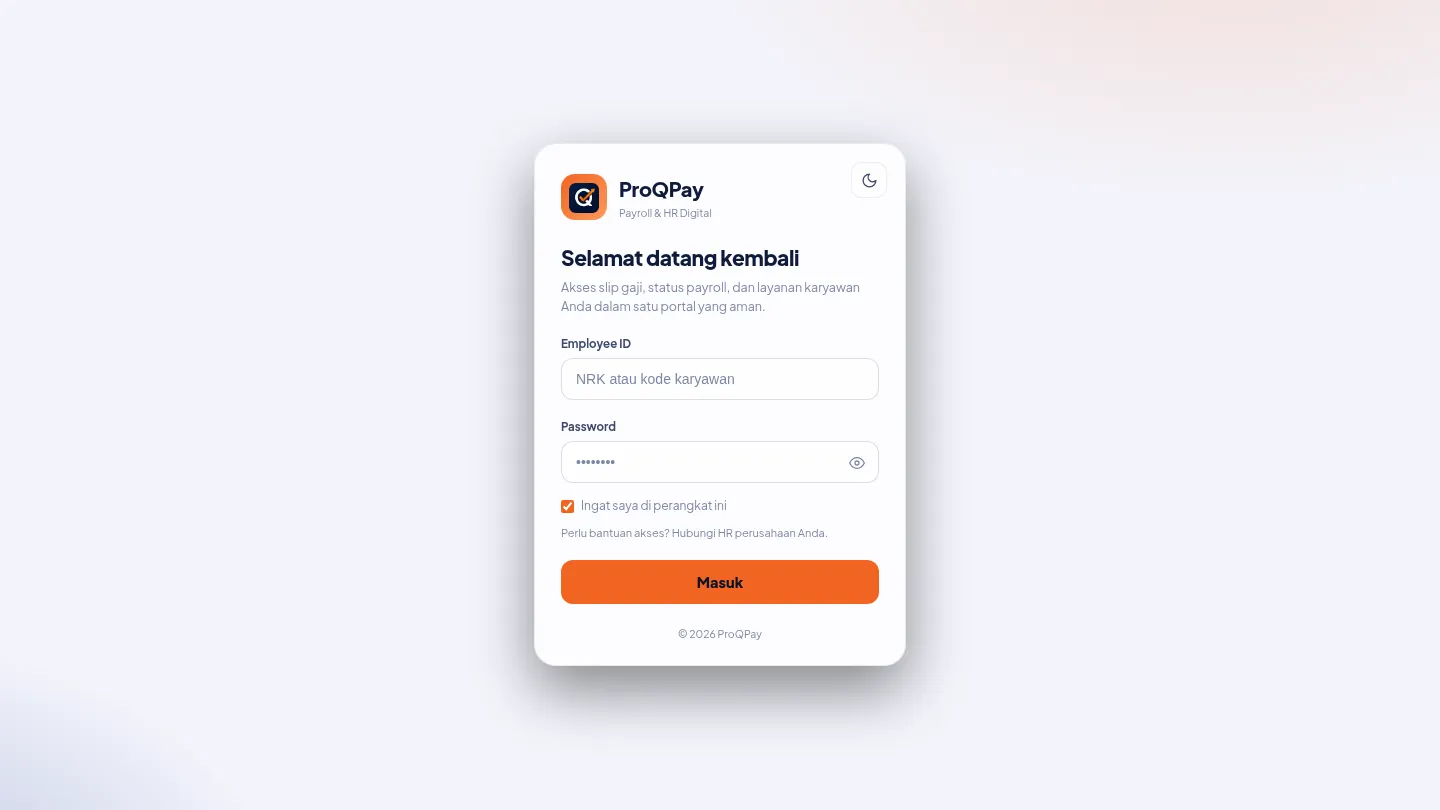 ProQPay
Payroll & HR Digital
Selamat datang kembali
Akses slip gaji, status payroll, dan layanan karyawan
Anda dalam satu portal yang aman.
Employee ID
NRK atau kode karyawan
Password
••••••••
Ingat saya di perangkat ini
Perlu bantuan akses? Hubungi HR perusahaan Anda.
Masuk
© 2026 ProQPay